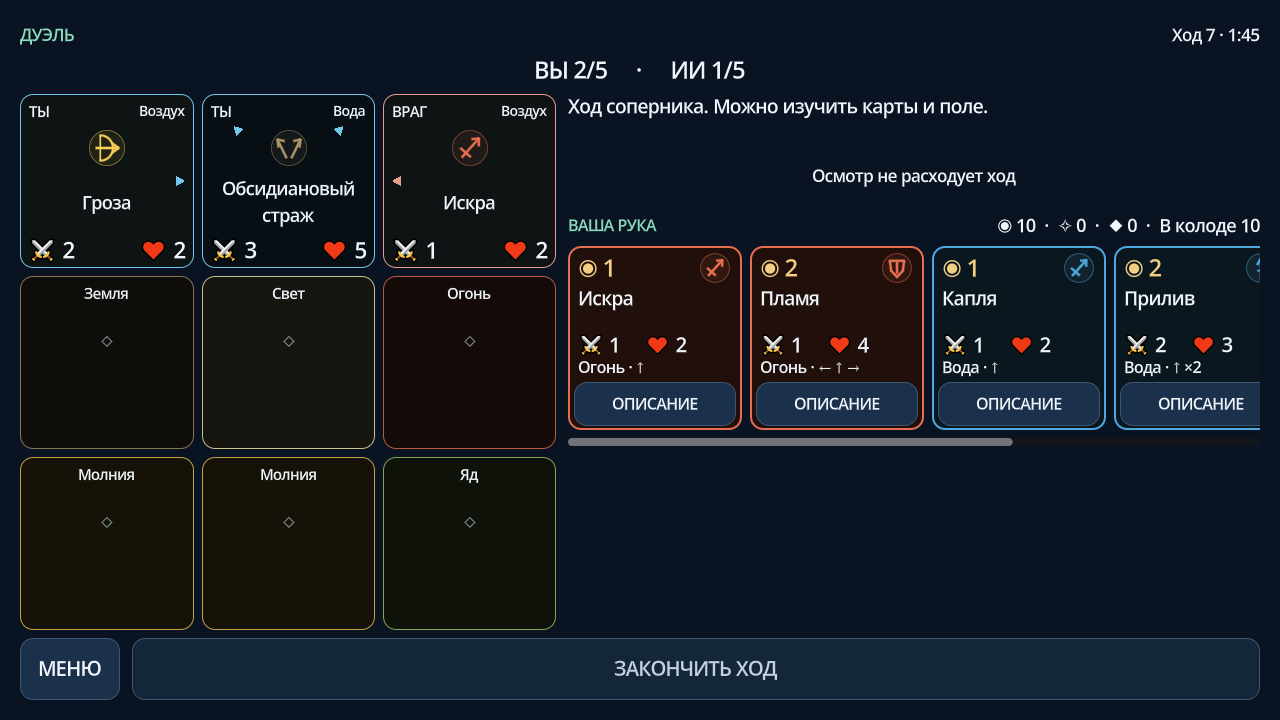 ДУЭЛЬ
Ход 7 · 1:45
ВЫ 2/5 · ИИ 1/5
ТЫ Воздух
Гроза
2 2
ТЫ Вода
Обсидиановый
страж
3 5
ВРАГ Воздух
Искра
1 2
Земля
Свет
Огонь
Молния
Молния
Яд
Ход соперника. Можно изучить карты и поле.
Осмотр не расходует ход
ВАША РУКА
◉ 10 · ✧ 0 · ◆ 0 · В колоде 10
◉ 1
Искра
1 2
Огонь · ↑
ОПИСАНИЕ
◉ 2
Пламя
1 4
Огонь · ← ↑ →
ОПИСАНИЕ
◉ 1
Капля
1 2
Вода · ↑
ОПИСАНИЕ
◉ 2
Прилив
2 3
Вода · ↑ ×2
ОПИСАНИЕ
МЕНЮ
ЗАКОНЧИТЬ ХОД